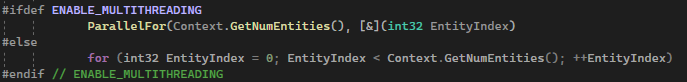 #ifdef ENABLE_MULTITHREADING
ParallelFor(Context.GetNumEntities(), [&](int32 EntityIndex)
#else
for (int32 EntityIndex = 0; EntityIndex < Context.GetNumEntities(); ++EntityIndex)
#endif // ENABLE_MULTITHREADING